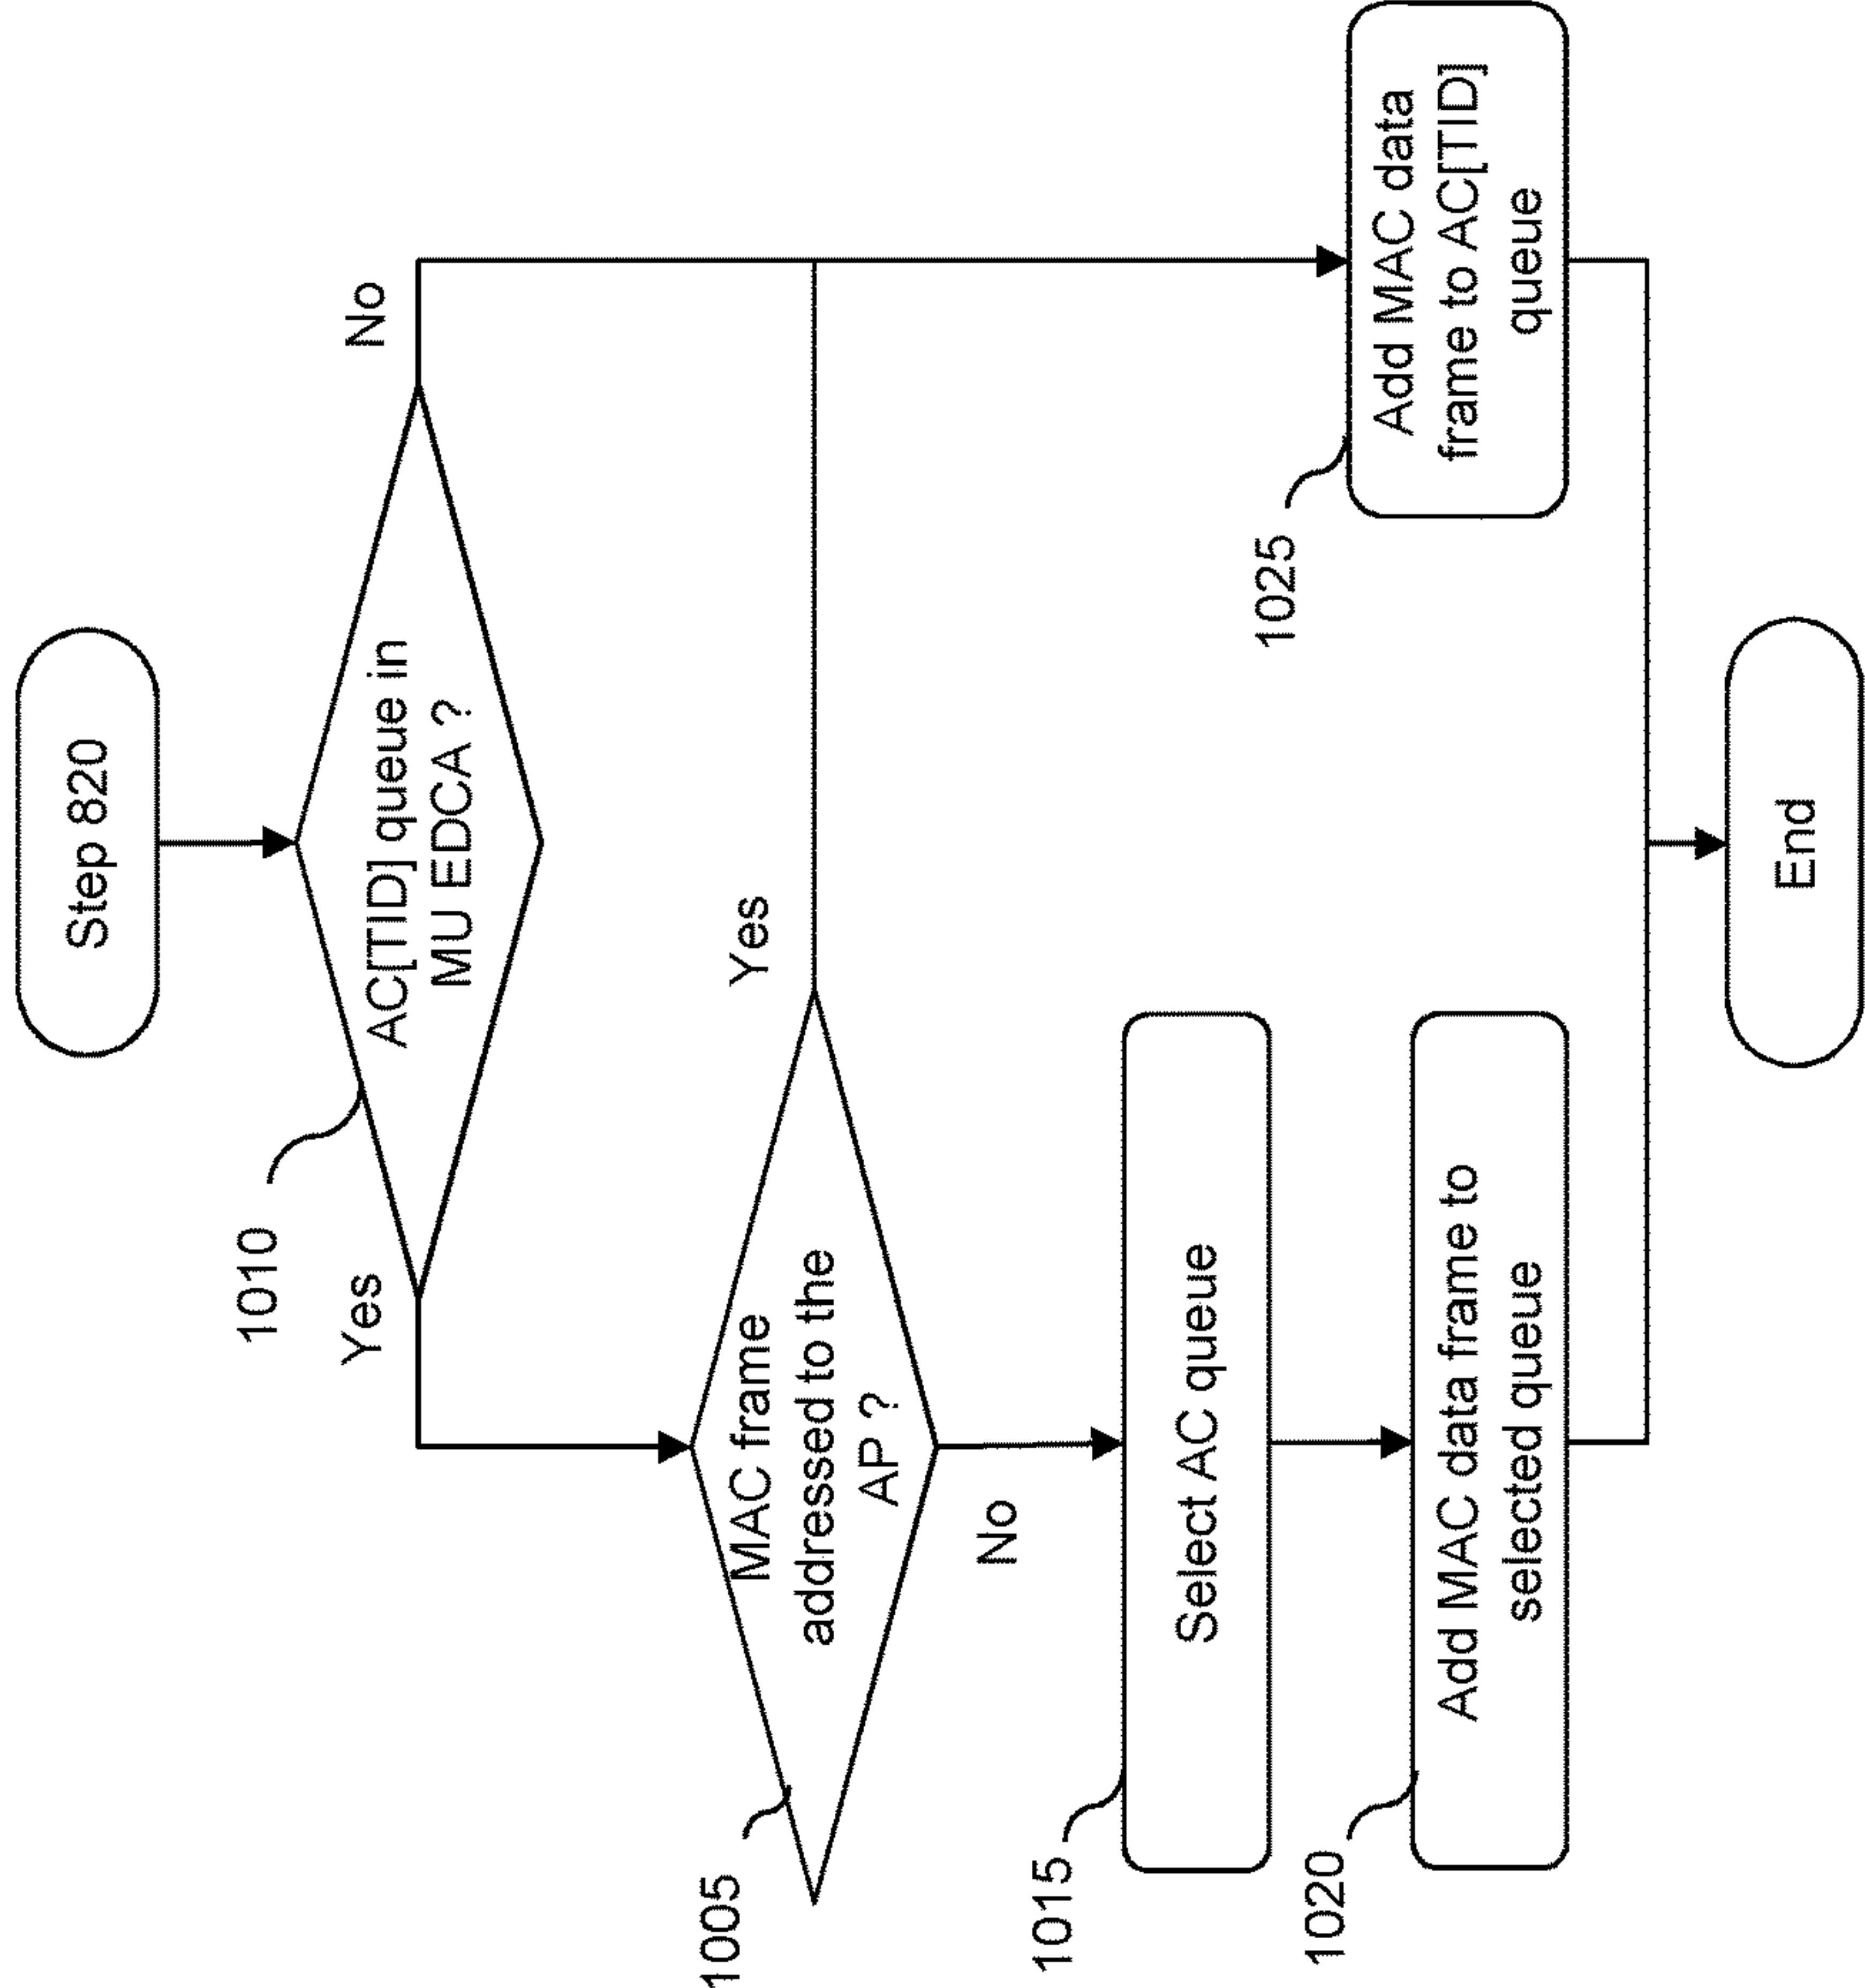 Step 820
1010
AC[TID] queue in
MU EDCA ?
Yes
No
1005
MAC frame
addressed to the
AP ?
Yes
No
1015
Select AC queue
1020
Add MAC data frame to
selected queue
1025
Add MAC data
frame to AC[TID]
queue
End